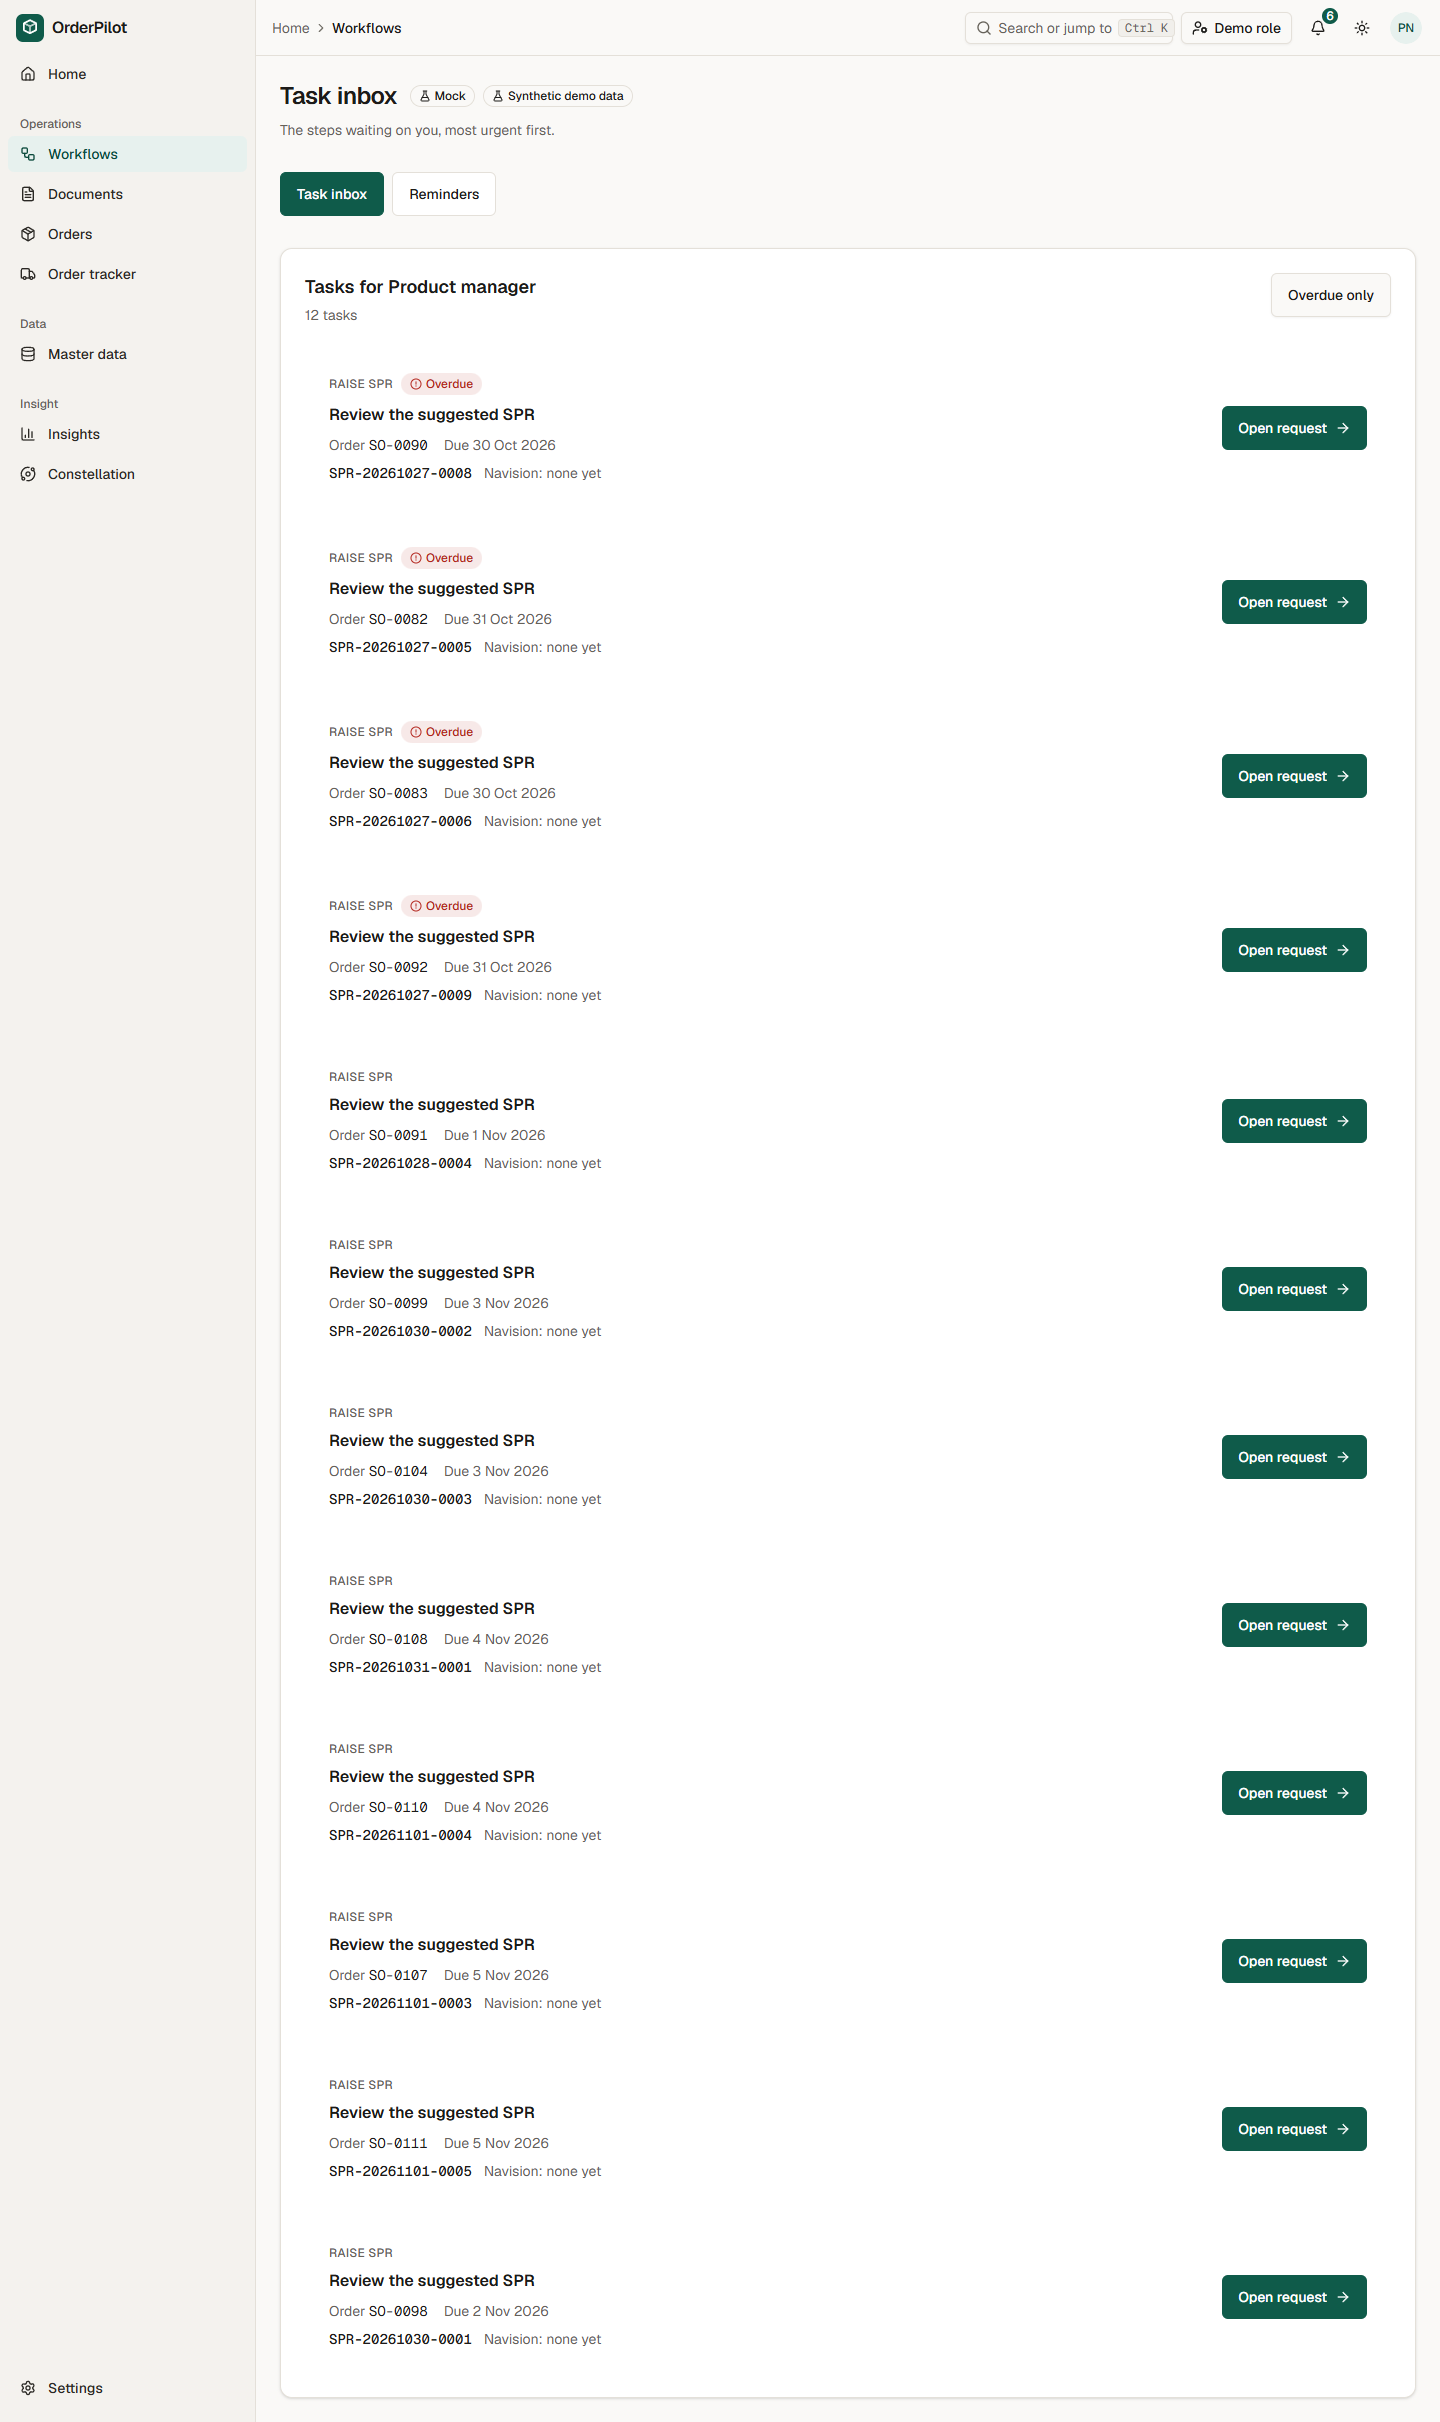 OrderPilot
Home
Operations
Workflows
Documents
Orders
Order tracker
Data
Master data
Insight
Insights
Constellation
Settings
Home > Workflows
Search or jump to Ctrl K
Demo role
6
PN
Task inbox
Mock
Synthetic demo data
The steps waiting on you, most urgent first.
Task inbox
Reminders
Tasks for Product manager
12 tasks
Overdue only
RAISE SPR Overdue
Review the suggested SPR
Order SO-0090 Due 30 Oct 2026
SPR-20261027-0008 Navision: none yet
Open request
RAISE SPR Overdue
Review the suggested SPR
Order SO-0082 Due 31 Oct 2026
SPR-20261027-0005 Navision: none yet
Open request
RAISE SPR Overdue
Review the suggested SPR
Order SO-0083 Due 30 Oct 2026
SPR-20261027-0006 Navision: none yet
Open request
RAISE SPR Overdue
Review the suggested SPR
Order SO-0092 Due 31 Oct 2026
SPR-20261027-0009 Navision: none yet
Open request
RAISE SPR
Review the suggested SPR
Order SO-0091 Due 1 Nov 2026
SPR-20261028-0004 Navision: none yet
Open request
RAISE SPR
Review the suggested SPR
Order SO-0099 Due 3 Nov 2026
SPR-20261030-0002 Navision: none yet
Open request
RAISE SPR
Review the suggested SPR
Order SO-0104 Due 3 Nov 2026
SPR-20261030-0003 Navision: none yet
Open request
RAISE SPR
Review the suggested SPR
Order SO-0108 Due 4 Nov 2026
SPR-20261031-0001 Navision: none yet
Open request
RAISE SPR
Review the suggested SPR
Order SO-0110 Due 4 Nov 2026
SPR-20261101-0004 Navision: none yet
Open request
RAISE SPR
Review the suggested SPR
Order SO-0107 Due 5 Nov 2026
SPR-20261101-0003 Navision: none yet
Open request
RAISE SPR
Review the suggested SPR
Order SO-0111 Due 5 Nov 2026
SPR-20261101-0005 Navision: none yet
Open request
RAISE SPR
Review the suggested SPR
Order SO-0098 Due 2 Nov 2026
SPR-20261030-0001 Navision: none yet
Open request